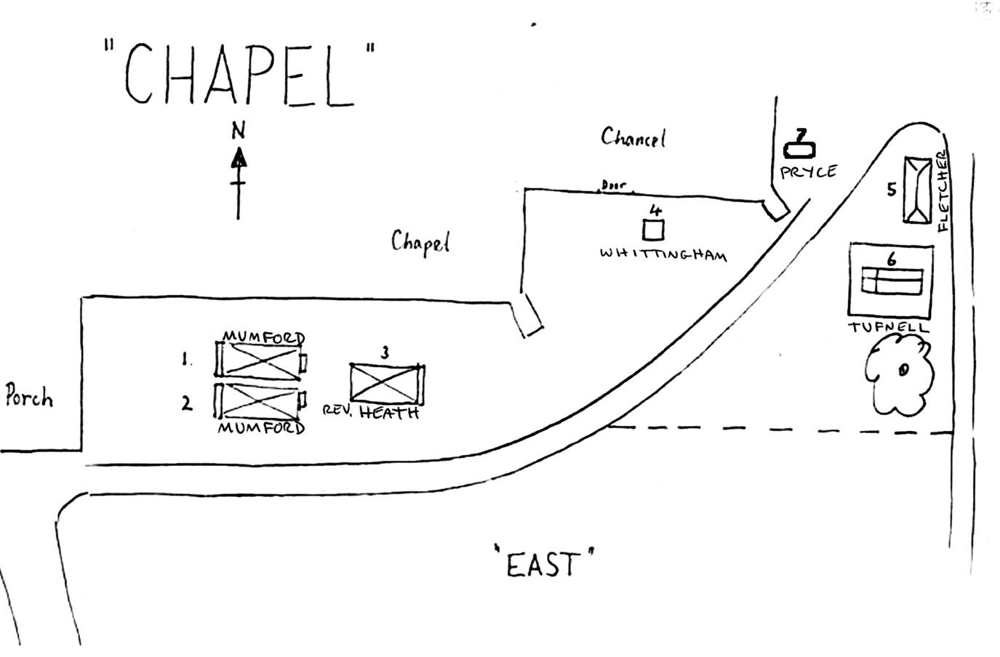 "CHAPEL"
N
Chancel
7
PRYCE
Door
4
WHITTINGHAM
5
FLETCHER
Chapel
6
TUFNELL
MUMFORD
1.
3
Porch
2
REV. HEATH
MUMFORD
"EAST"